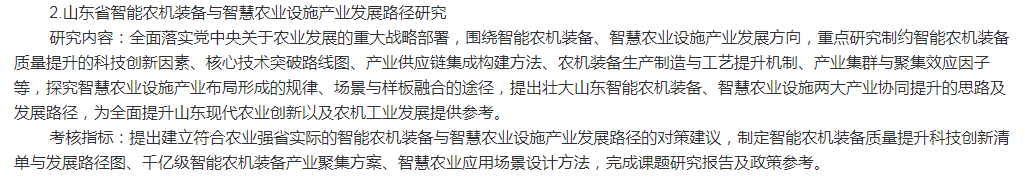 2.山东省智能农机装备与智慧农业设施产业发展路径研究
研究内容：全面落实党中央关于农业发展的重大战略部署，围绕智能农机装备、智慧农业设施产业发展方向，重点研究制约智能农机装备
质量提升的科技创新因素、核心技术突破路线图、产业供应链集成构建方法、农机装备生产制造与工艺提升机制、产业集群与聚集效应因子
等，探究智慧农业设施产业布局形成的规律、场景与样板融合的途径，提出壮大山东智能农机装备、智慧农业设施两大产业协同提升的思路及
发展路径，为全面提升山东现代农业创新以及农机工业发展提供参考。
考核指标：提出建立符合农业强省实际的智能农机装备与智慧农业设施产业发展路径的对策建议，制定智能农机装备质量提升科技创新清
单与发展路径图、千亿级智能农机装备产业聚集方案、智慧农业应用场景设计方法，完成课题研究报告及政策参考。